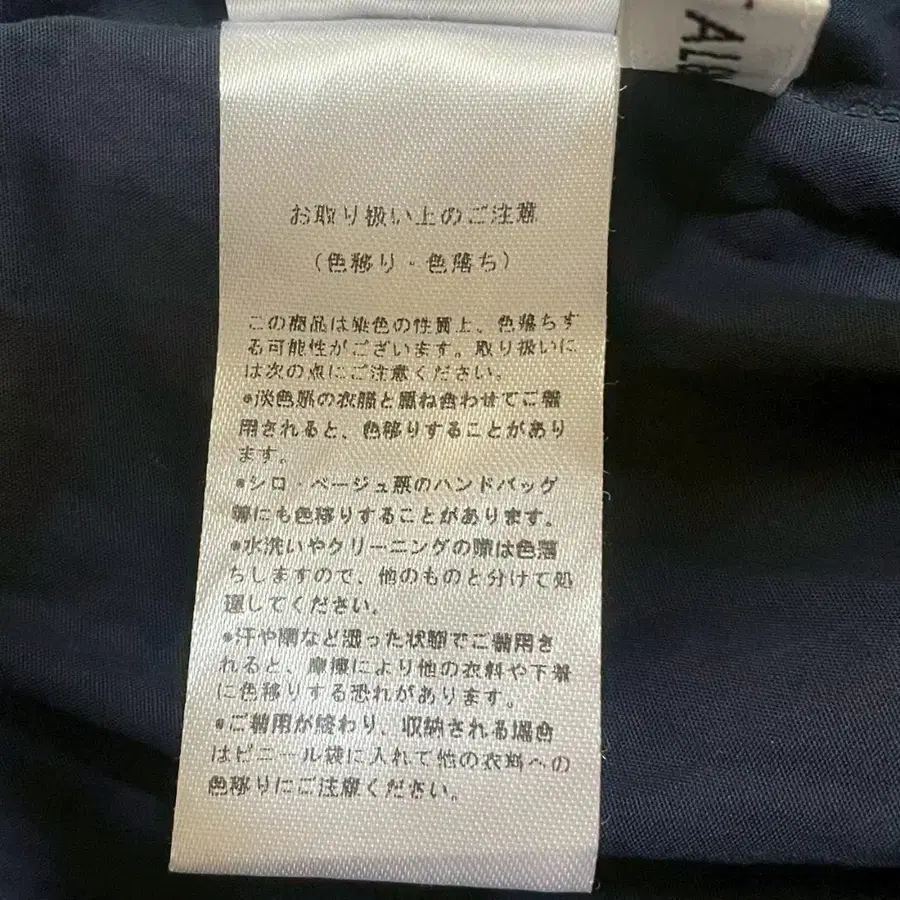 ALB
お取り扱い上のご注意
(色移り・色落ち)
この商品は染色の性質上、色落ちす
る可能性がございます。取り扱いに
は次の点にご注意ください。
●淡色系の衣服と重ね合わせてご着
用されると、色移りすることがあり
ます。
●シロ・ベージュ系のハンドバッグ
等にも色移りすることがあります。
●水洗いやクリーニングの際は色落
ちしますので、他のものと分けて処
理してください。
●汗や雨など湿った状態でご着用さ
れると、摩擦により他の衣料や下着
に色移りする恐れがあります。
●ご着用が終わり、収納される場合
はビニール袋に入れて他の衣料への
色移りにご注意ください。